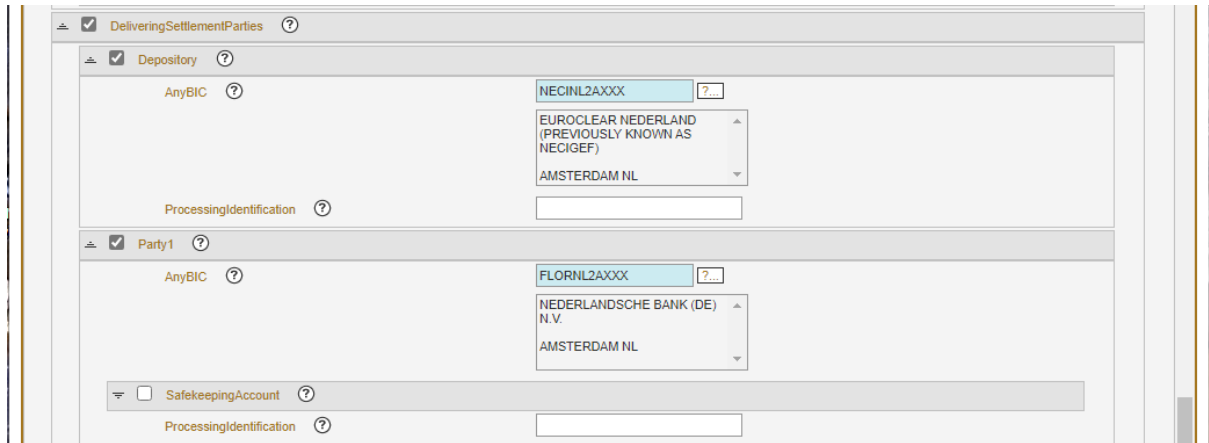 DeliveringSettlementParties ?
Depository ?
AnyBIC ? NECINL2AXXX ?...
EUROCLEAR NEDERLAND
(PREVIOUSLY KNOWN AS
NECIGEF)
AMSTERDAM NL
ProcessingIdentification ?
Party1 ?
AnyBIC ? FLORNL2AXXX ?...
NEDERLANDSCHE BANK (DE)
N.V.
AMSTERDAM NL
SafekeepingAccount ?
ProcessingIdentification ?